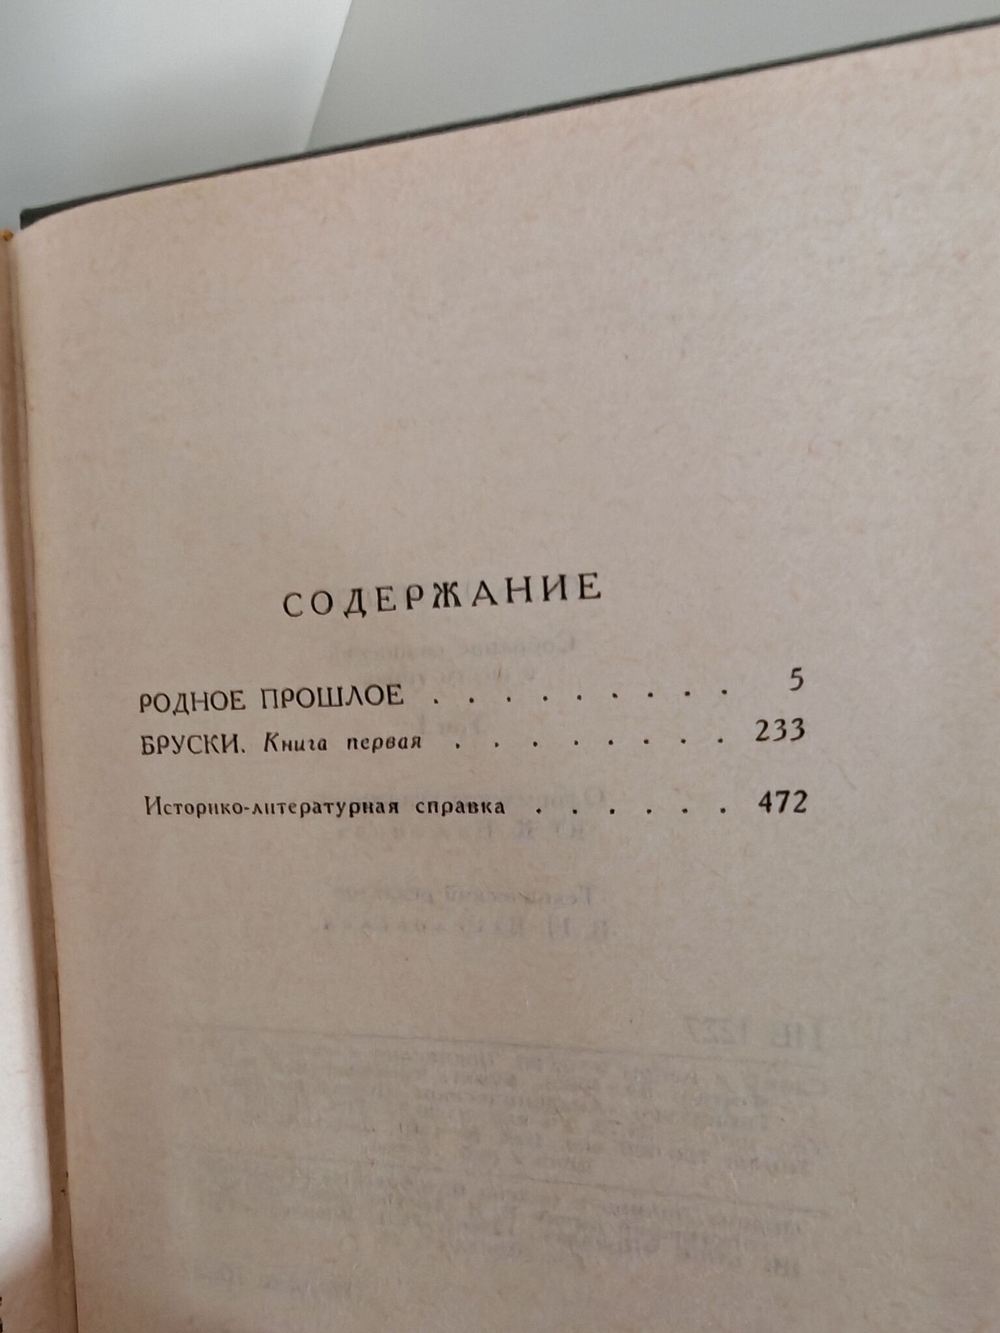 СОДЕРЖАНИЕ
РОДНОЕ ПРОШЛОЕ . . . . . . . . . 5
БРУСКИ. Книга первая . . . . . . . . 233
Историко-литературная справка . . . . . . 472